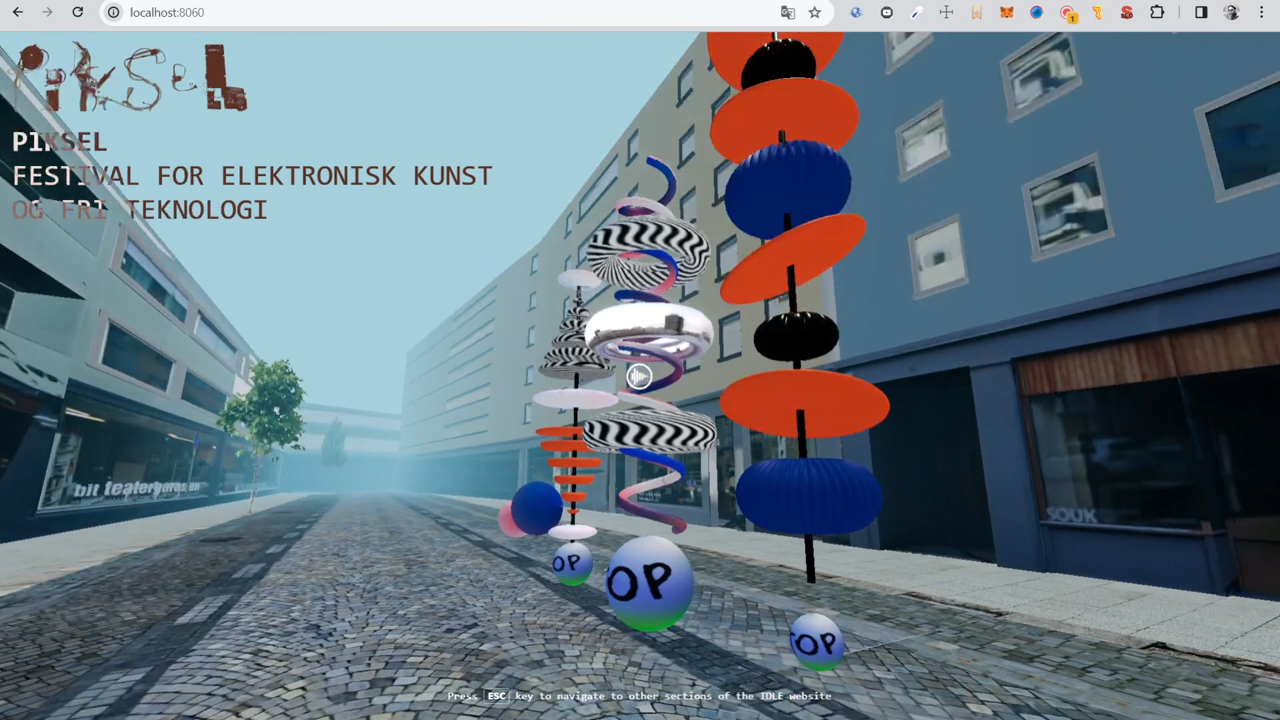 localhost:8060
PIKSEL
P1KSEL
FESTIVAL FOR ELEKTRONISK KUNST
OG FRI TEKNOLOGI
bit teatergarasjen
SOUK
OP
OP
OP
Press ESC key to navigate to other sections of the IDLE website